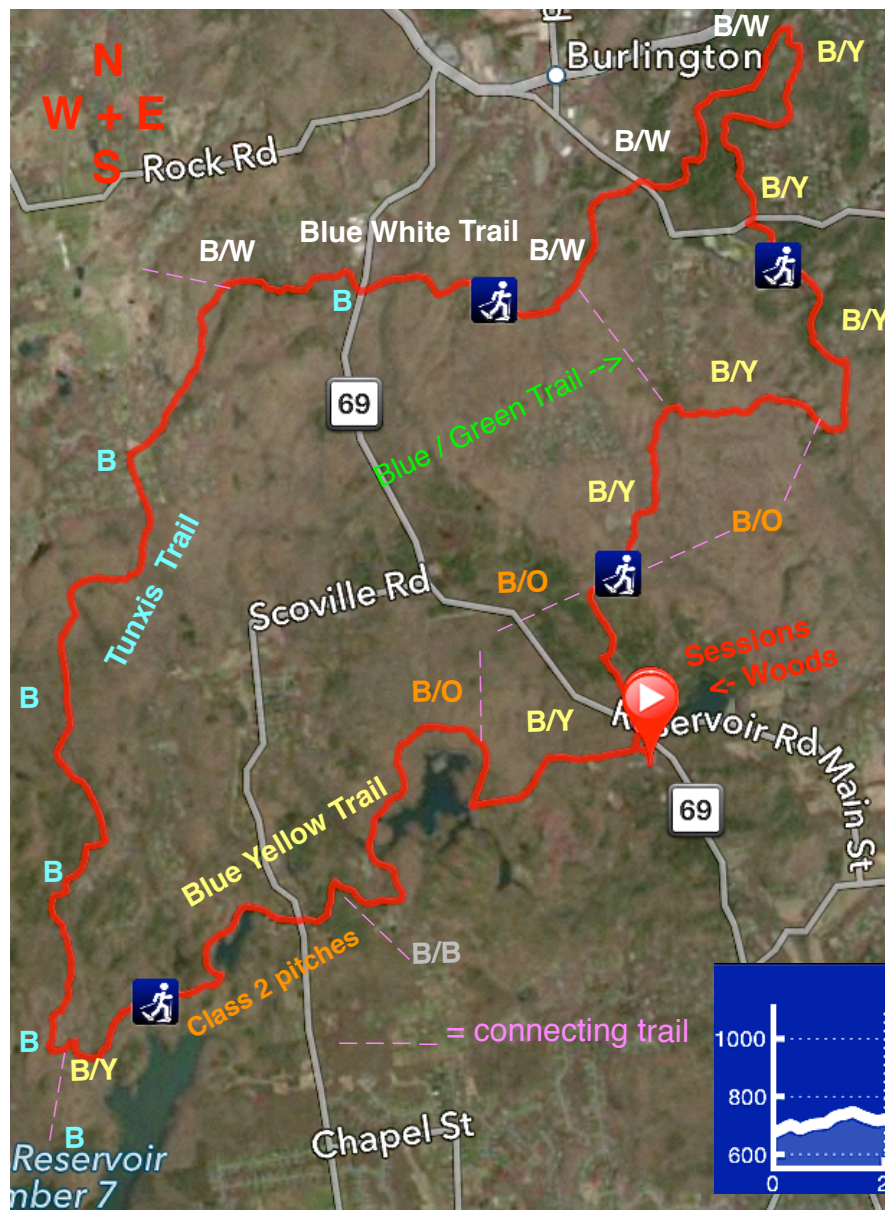 B/W
N
B/Y
Burlington
W + E
B/W
S
Rock Rd
B/Y
Blue White Trail
B/W
B/W
B
B/Y
B/Y
69
Blue / Green Trail -->
B
B/Y
B/O
Tunxis Trail
B/O
Scoville Rd
Sessions
<- Woods
B/O
B
B/Y
Reservoir Rd
Main St
Blue Yellow Trail
69
B
B/B
Class 2 pitches
= connecting trail
B
B/Y
1000
800
600
0
2
Chapel St
B
Reservoir
mber 7